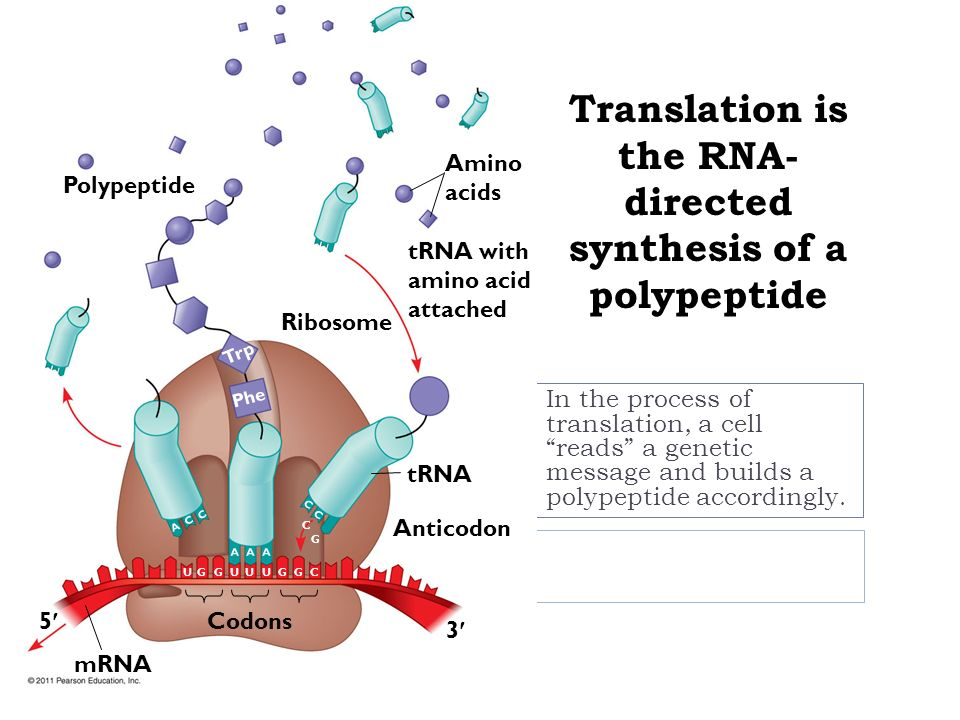 Translation is
the RNA-
directed
synthesis of a
polypeptide
In the process of
translation, a cell
“reads” a genetic
message and builds a
polypeptide accordingly.
Polypeptide
Amino
acids
tRNA with
amino acid
attached
Ribosome
Trp
Phe
tRNA
Anticodon
A C C
A A A
C C
C
G
U G G U U U G G C
Codons
5′
3′
mRNA
© 2011 Pearson Education, Inc.